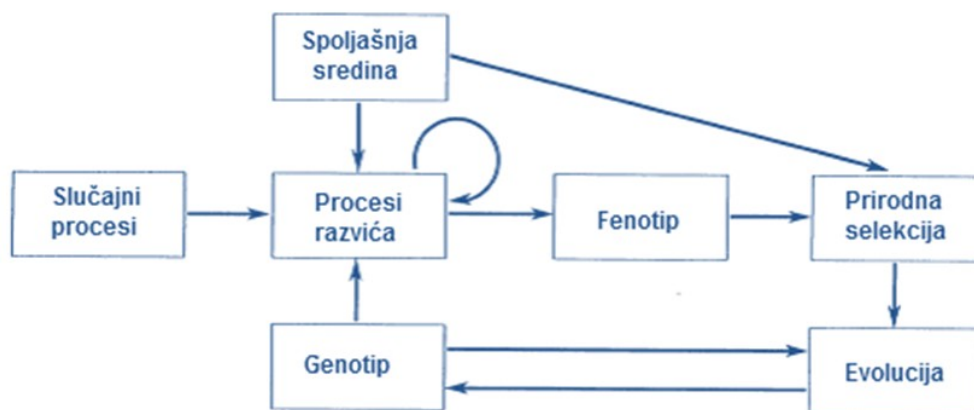 Spoljašnja
sredina
Slučajni
procesi
Procesi
razvića
Fenotip
Prirodna
selekcija
Genotip
Evolucija